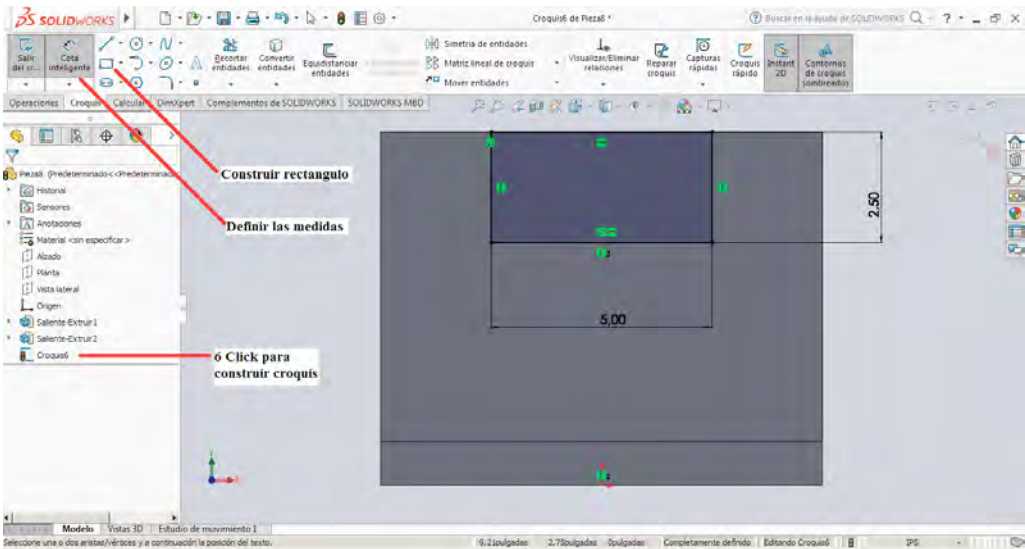 SOLIDWORKS
Croquis6 de Pieza8 *
Buscar en la ayuda de SOLIDWORKS
Salir del cr...
Cota inteligente
Recortar entidades
Convertir entidades
Equidistanciar entidades
Simetría de entidades
Matriz lineal de croquis
Mover entidades
Visualizar/Eliminar relaciones
Reparar croquis
Capturas rápidas
Croquis rápido
Instant 2D
Contornos de croquis sombreados
Operaciones Croquis Calcular DimXpert Complementos de SOLIDWORKS SOLIDWORKS MBD
Pieza8 (Predeterminado<<Predeterminado
Historial
Sensores
Anotaciones
Material <sin especificar>
Alzado
Planta
Vista lateral
Origen
Saliente-Extruir1
Saliente-Extruir2
Croquis6
Construir rectangulo
Definir las medidas
6 Click para
construir croquis
2,50
5,00
Modelo Vistas 3D Estudio de movimiento 1
Seleccione una o dos aristas/vértices y a continuación la posición del texto.
9,21pulgadas 2,75pulgadas 0pulgadas Completamente definido Editando Croquis6 IPS